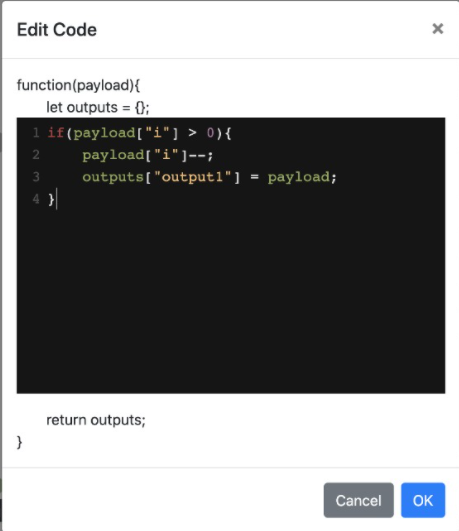 Edit Code ×
function(payload){
let outputs = {};
1 if(payload["i"] > 0){
2 payload["i"]--;
3 outputs["output1"] = payload;
4 }
return outputs;
}
Cancel OK